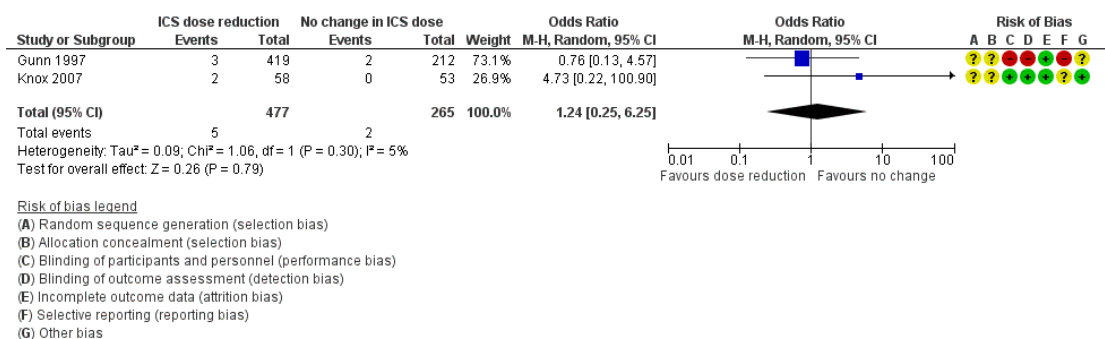 ICS dose reduction No change in ICS dose Odds Ratio Odds Ratio Risk of Bias
Study or Subgroup Events Total Events Total Weight M-H, Random, 95% CI M-H, Random, 95% CI A B C D E F G
Gunn 1997 3 419 2 212 73.1% 0.76 [0.13, 4.57] ? ? - - + - ?
Knox 2007 2 58 0 53 26.9% 4.73 [0.22, 100.90] ? ? + + + ? +
Total (95% CI) 477 265 100.0% 1.24 [0.25, 6.25]
Total events 5 2
Heterogeneity: Tau² = 0.09; Chi² = 1.06, df = 1 (P = 0.30); I² = 5%
Test for overall effect: Z = 0.26 (P = 0.79)
0.01 0.1 1 10 100
Favours dose reduction Favours no change
Risk of bias legend
(A) Random sequence generation (selection bias)
(B) Allocation concealment (selection bias)
(C) Blinding of participants and personnel (performance bias)
(D) Blinding of outcome assessment (detection bias)
(E) Incomplete outcome data (attrition bias)
(F) Selective reporting (reporting bias)
(G) Other bias